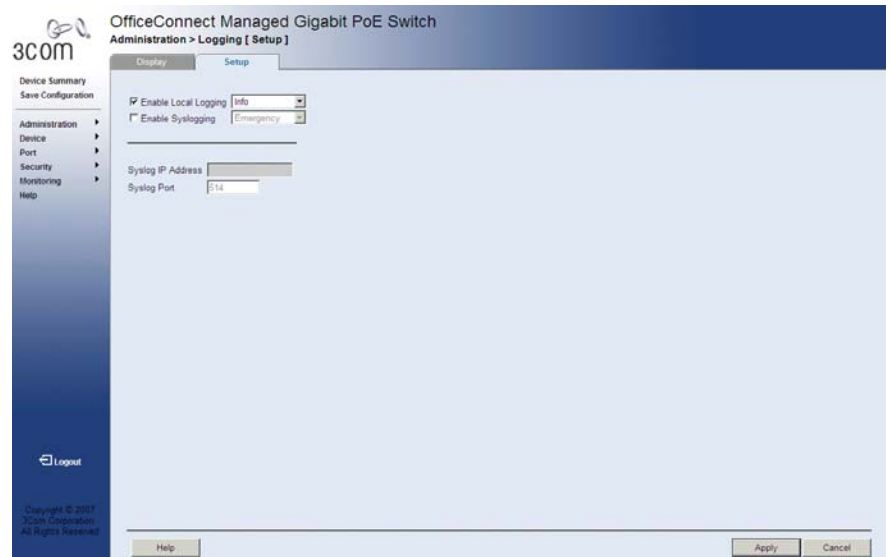 3COM
OfficeConnect Managed Gigabit PoE Switch
Administration > Logging [ Setup ]
Display Setup
Device Summary
Save Configuration
Administration
Device
Port
Security
Monitoring
Help
Logout
Copyright © 2007
3Com Corporation
All Rights Reserved
Enable Local Logging Info
Enable Syslogging Emergency
Syslog IP Address
Syslog Port 514
Help Apply Cancel